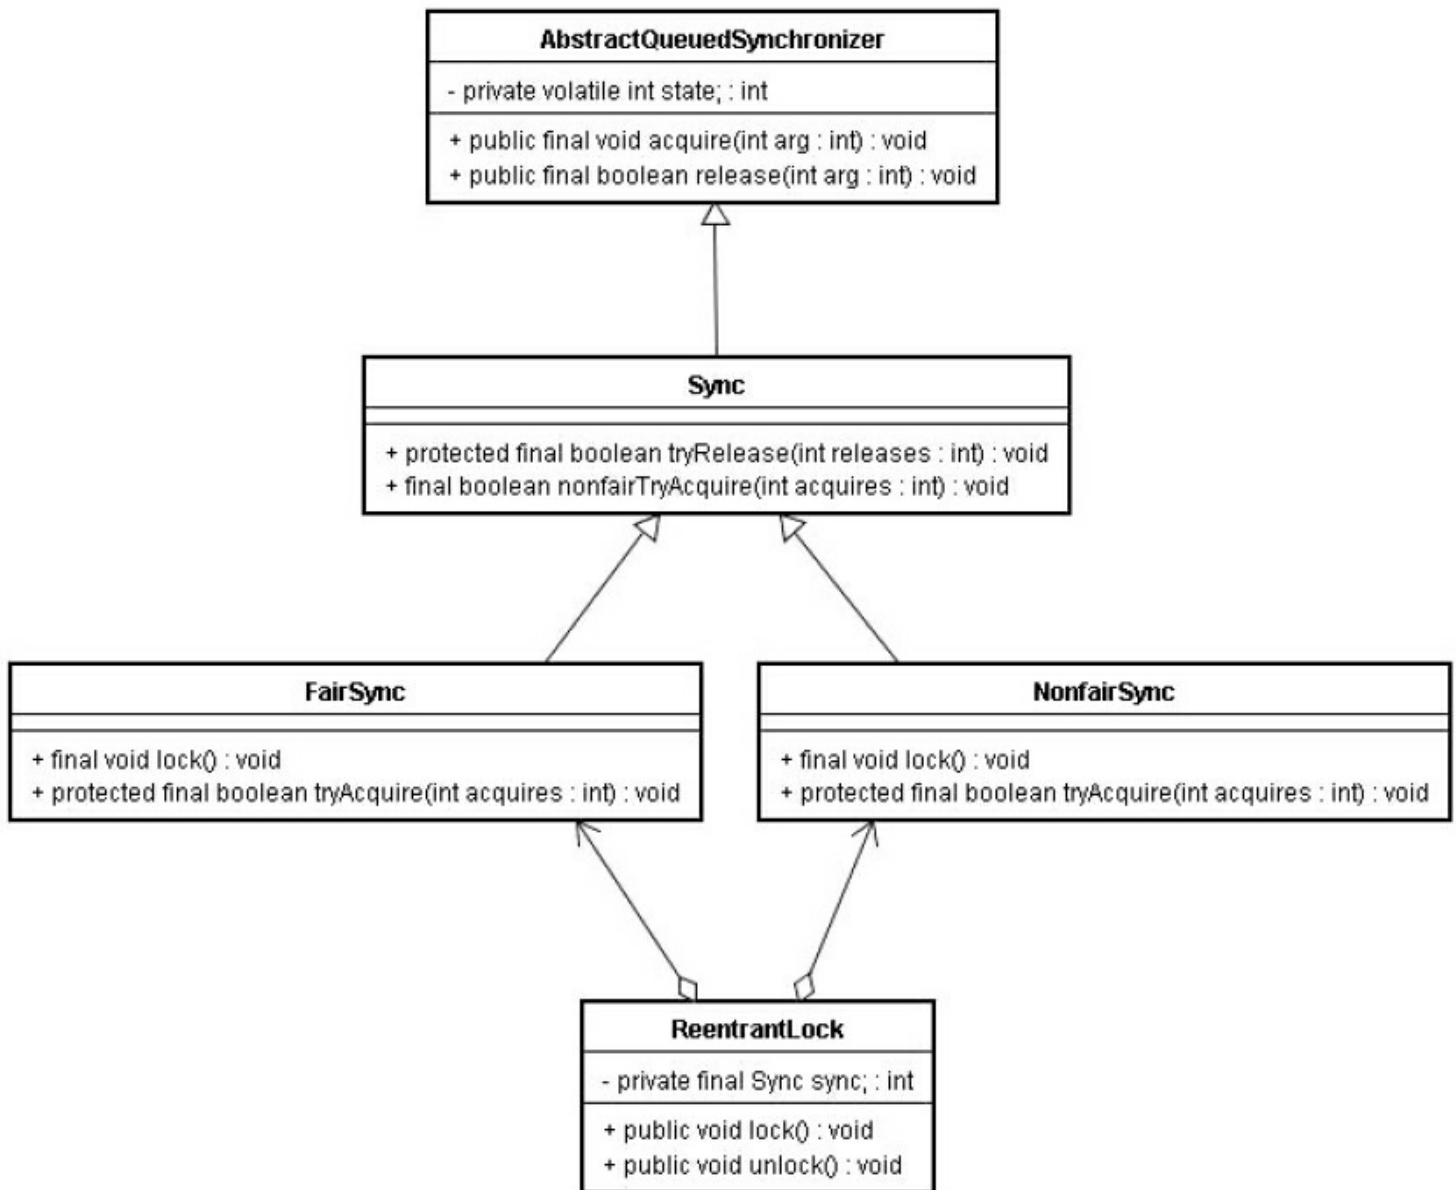 AbstractQueuedSynchronizer
- private volatile int state; : int
+ public final void acquire(int arg : int) : void
+ public final boolean release(int arg : int) : void
Sync
+ protected final boolean tryRelease(int releases : int) : void
+ final boolean nonfairTryAcquire(int acquires : int) : void
FairSync
+ final void lock() : void
+ protected final boolean tryAcquire(int acquires : int) : void
NonfairSync
+ final void lock() : void
+ protected final boolean tryAcquire(int acquires : int) : void
ReentrantLock
- private final Sync sync; : int
+ public void lock() : void
+ public void unlock() : void